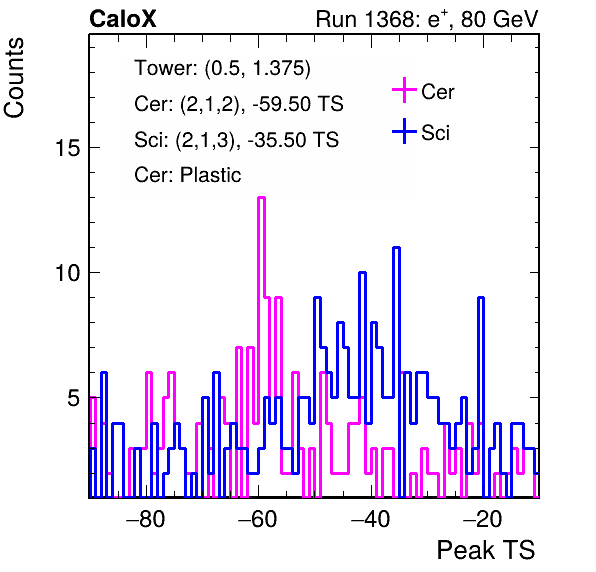 CaloX Run 1368: e⁺, 80 GeV
Tower: (0.5, 1.375)
Cer: (2,1,2), -59.50 TS
Sci: (2,1,3), -35.50 TS
Cer: Plastic
Cer
Sci
Counts
15
10
5
−80 −60 −40 −20
Peak TS